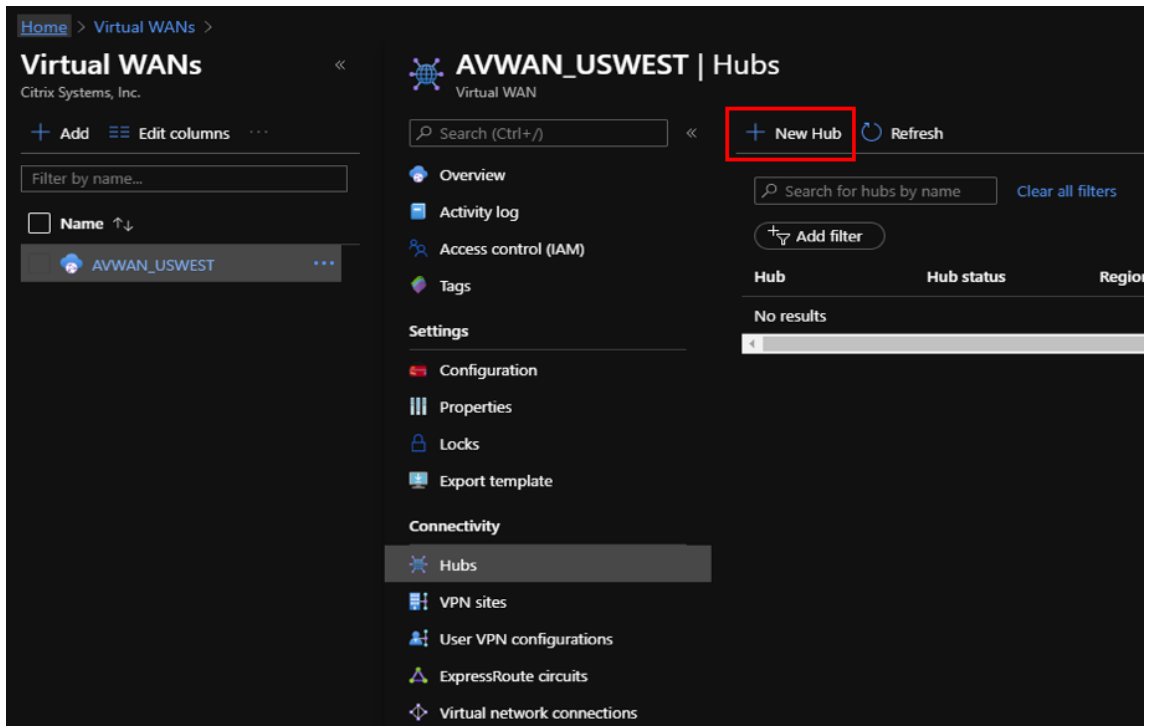 Home > Virtual WANs >
Virtual WANs «
Citrix Systems, Inc.
+ Add Edit columns ...
Filter by name...
Name ↑↓
AVWAN_USWEST ...
AVWAN_USWEST | Hubs
Virtual WAN
Search (Ctrl+/) «
Overview
Activity log
Access control (IAM)
Tags
Settings
Configuration
Properties
Locks
Export template
Connectivity
Hubs
VPN sites
User VPN configurations
ExpressRoute circuits
Virtual network connections
+ New Hub Refresh
Search for hubs by name Clear all filters
Add filter
Hub Hub status Region
No results